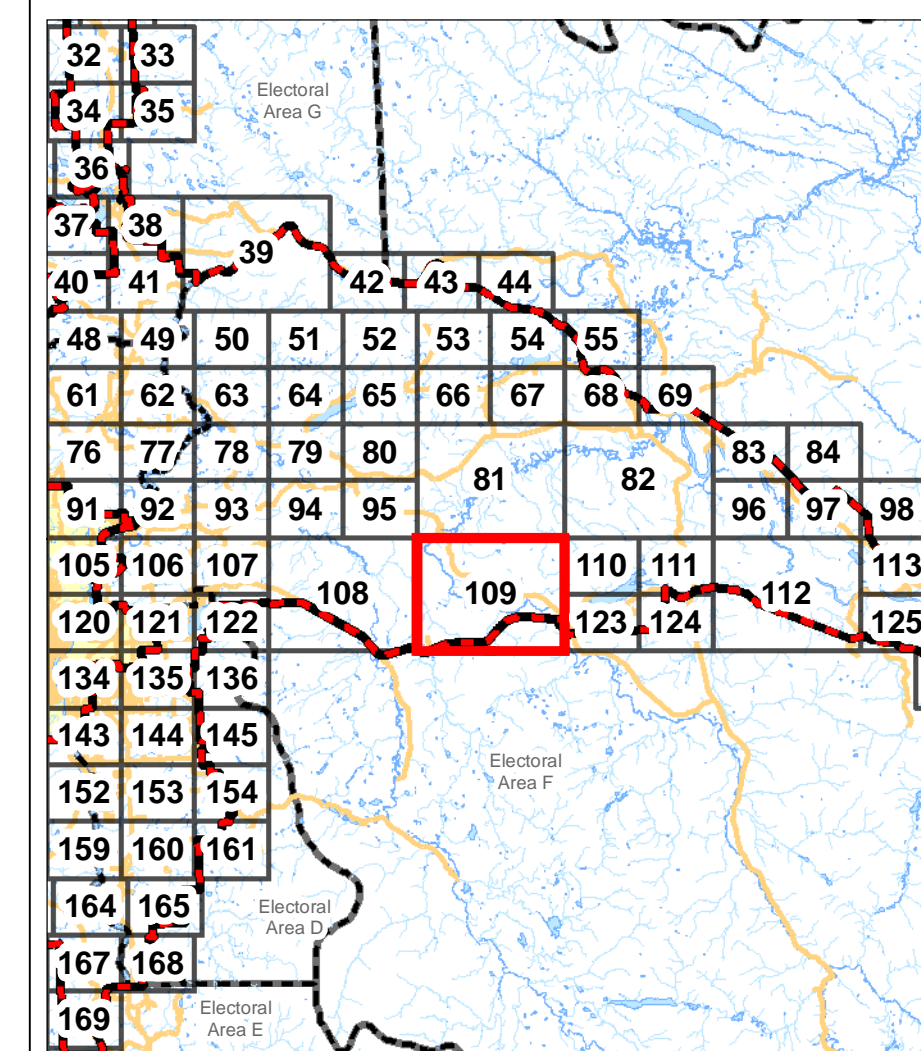 32 33
Electoral
Area G
34 35
36
37 38
39
40 41 42 43 44
48 49 50 51 52 53 54 55
61 62 63 64 65 66 67 68 69
76 77 78 79 80 83 84
81 82
91 92 93 94 95 96 97 98
105 106 107 110 111 113
108 109 112
120 121 122 123 124 125
134 135 136
143 144 145
Electoral
Area F
152 153 154
159 160 161
164 165
Electoral
Area D
167 168
Electoral
Area E
169